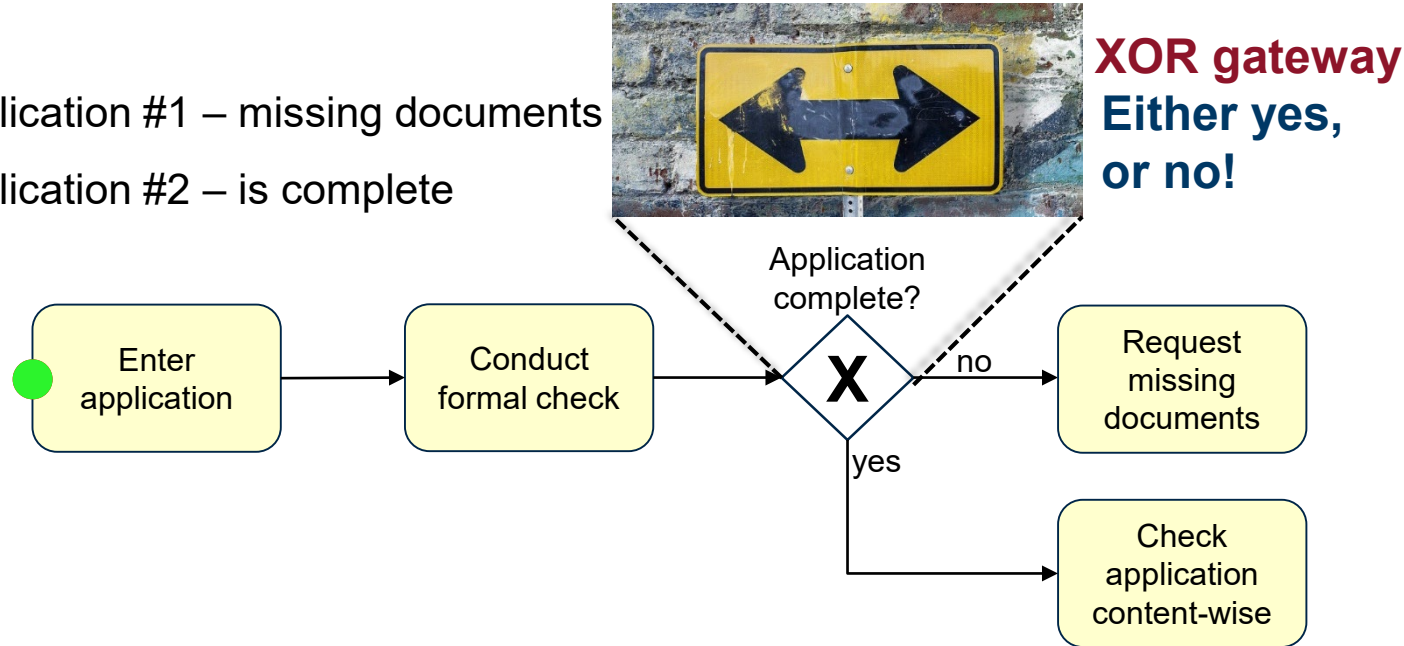 XOR gateway
Either yes,
or no!
lication #1 – missing documents
lication #2 – is complete
Application
complete?
Enter
application
Conduct
formal check
X
no
Request
missing
documents
yes
Check
application
content-wise